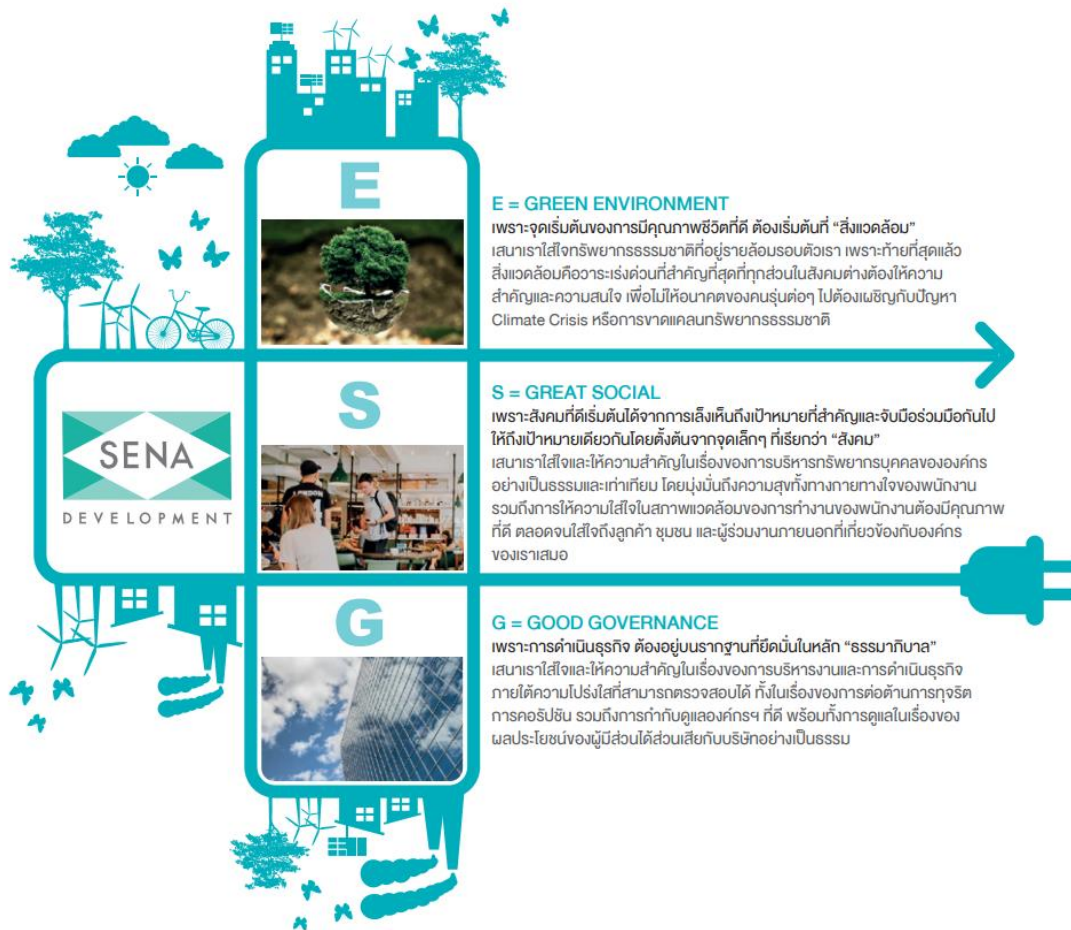 E
E = GREEN ENVIRONMENT
เพราะจุดเริ่มต้นของการมีคุณภาพชีวิตที่ดี ต้องเริ่มต้นที่ “สิ่งแวดล้อม”
เสนาเราใส่ใจทรัพยากรธรรมชาติที่อยู่รายล้อมรอบตัวเรา เพราะท้ายที่สุดแล้ว
สิ่งแวดล้อมคือวาระเร่งด่วนที่สำคัญที่สุดที่ทุกส่วนในสังคมต่างต้องให้ความ
สำคัญและความสนใจ เพื่อไม่ให้อนาคตของคนรุ่นต่อๆ ไปต้องเผชิญกับปัญหา
Climate Crisis หรือการขาดแคลนทรัพยากรธรรมชาติ
SENA
DEVELOPMENT
S
S = GREAT SOCIAL
เพราะสังคมที่ดีเริ่มต้นได้จากการเล็งเห็นถึงเป้าหมายที่สำคัญและจับมือร่วมมือกันไป
ให้ถึงเป้าหมายเดียวกันโดยตั้งต้นจากจุดเล็กๆ ที่เรียกว่า “สังคม”
เสนาเราใส่ใจและให้ความสำคัญในเรื่องของการบริหารทรัพยากรบุคคลขององค์กร
อย่างเป็นธรรมและเท่าเทียม โดยมุ่งมั่นถึงความสุขทั้งทางกายทางใจของพนักงาน
รวมถึงการให้ความใส่ใจในสภาพแวดล้อมของการทำงานของพนักงานต้องมีคุณภาพ
ที่ดี ตลอดจนใส่ใจถึงลูกค้า ชุมชน และผู้ร่วมงานภายนอกที่เกี่ยวข้องกับองค์กร
ของเราเสมอ
G
G = GOOD GOVERNANCE
เพราะการดำเนินธุรกิจ ต้องอยู่บนรากฐานที่ยึดมั่นในหลัก “ธรรมาภิบาล”
เสนาเราใส่ใจและให้ความสำคัญในเรื่องของการบริหารงานและการดำเนินธุรกิจ
ภายใต้ความโปร่งใสที่สามารถตรวจสอบได้ ทั้งในเรื่องของการต่อต้านการทุจริต
การคอรัปชัน รวมถึงการกำกับดูแลองค์กรฯ ที่ดี พร้อมทั้งการดูแลในเรื่องของ
ผลประโยชน์ของผู้มีส่วนได้ส่วนเสียกับบริษัทอย่างเป็นธรรม